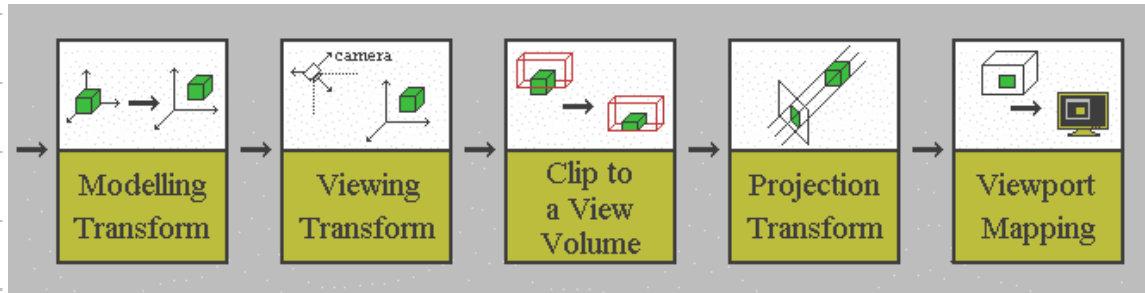 camera
Modelling
Transform
Viewing
Transform
Clip to
a View
Volume
Projection
Transform
Viewport
Mapping